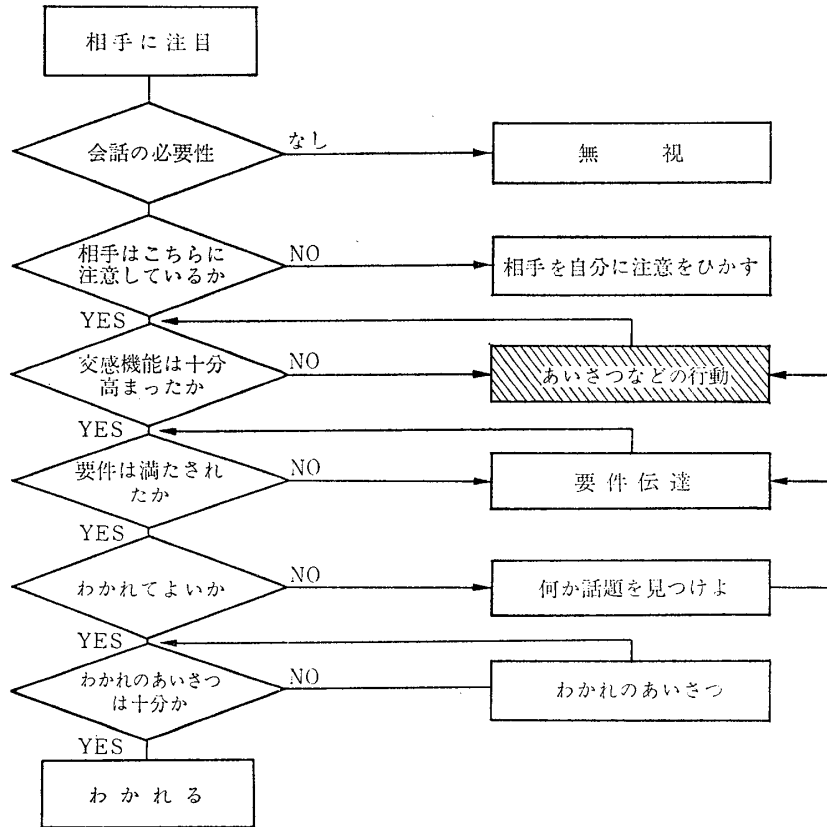 相手に注目
会話の必要性
なし
無視
相手はこちらに
注意しているか
NO
相手を自分に注意をひかす
YES
交感機能は十分
高まったか
NO
あいさつなどの行動
YES
要件は満たされ
たか
NO
要件伝達
YES
わかれてよいか
NO
何か話題を見つけよ
YES
わかれのあいさつ
は十分か
NO
わかれのあいさつ
YES
わかれる